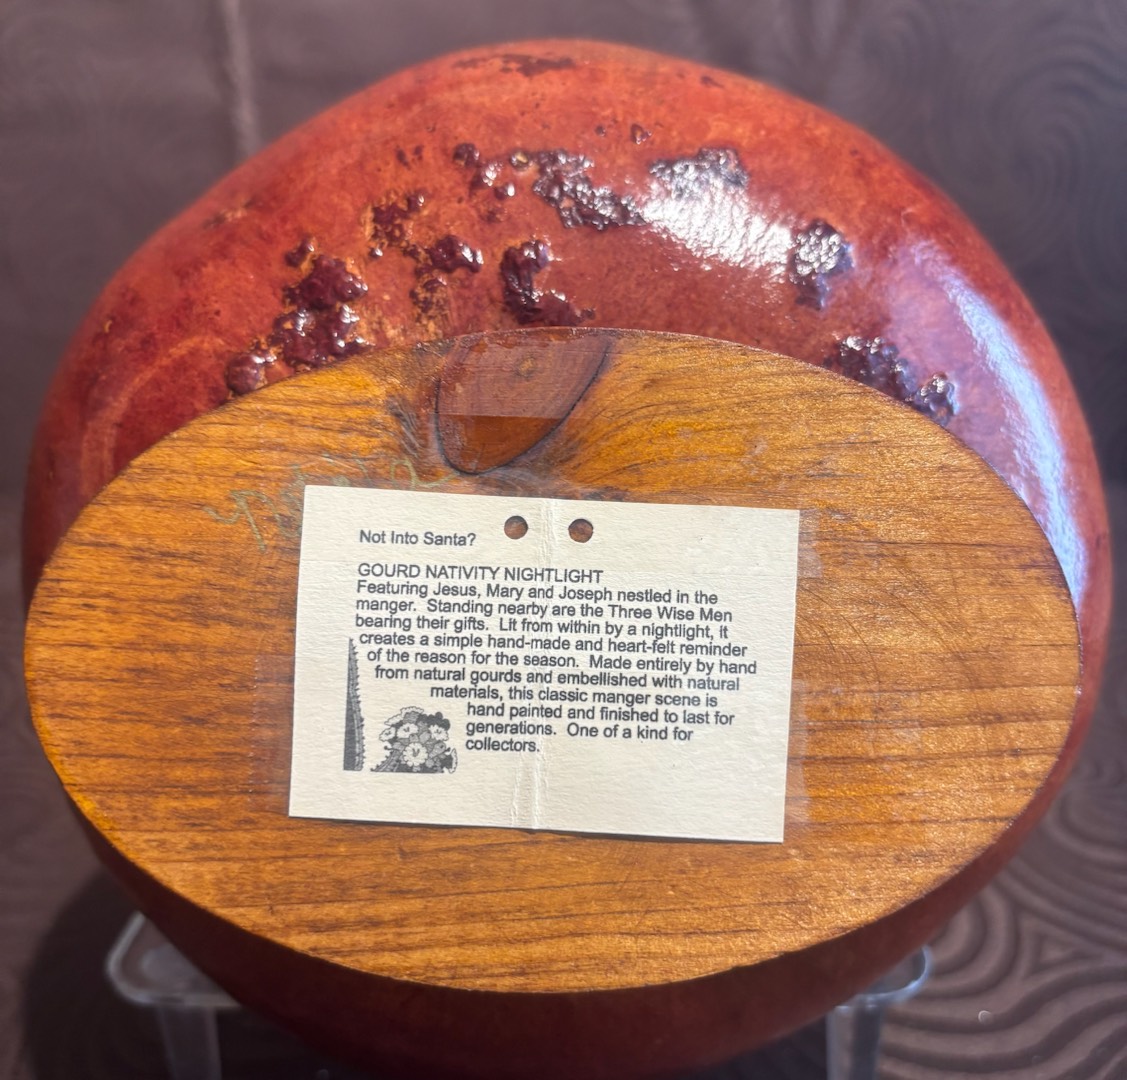 Not Into Santa?
GOURD NATIVITY NIGHTLIGHT
Featuring Jesus, Mary and Joseph nestled in the
manger. Standing nearby are the Three Wise Men
bearing their gifts. Lit from within by a nightlight, it
creates a simple hand-made and heart-felt reminder
of the reason for the season. Made entirely by hand
from natural gourds and embellished with natural
materials, this classic manger scene is
hand painted and finished to last for
generations. One of a kind for
collectors.